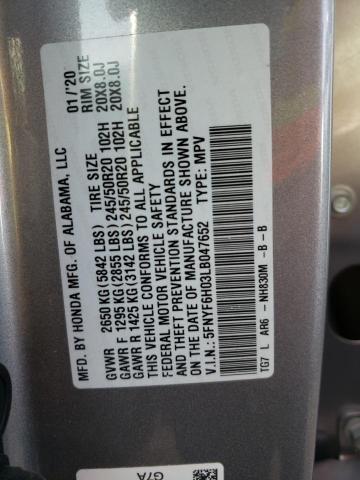 MFD. BY HONDA MFG. OF ALABAMA, LLC 01/'20
TIRE SIZE RIM SIZE
GVWR 2650 KG(5842 LBS)
GAWR F 1295 KG(2855 LBS) 245/50R20 102H 20X8.0J
GAWR R 1425 KG(3142 LBS) 245/50R20 102H 20X8.0J
THIS VEHICLE CONFORMS TO ALL APPLICABLE
FEDERAL MOTOR VEHICLE SAFETY
AND THEFT PREVENTION STANDARDS IN EFFECT
ON THE DATE OF MANUFACTURE SHOWN ABOVE.
V.I.N.: 5FNYF6H03LB047652 TYPE: MPV
TG7 L AR6 - NH830M -B -B
G7A